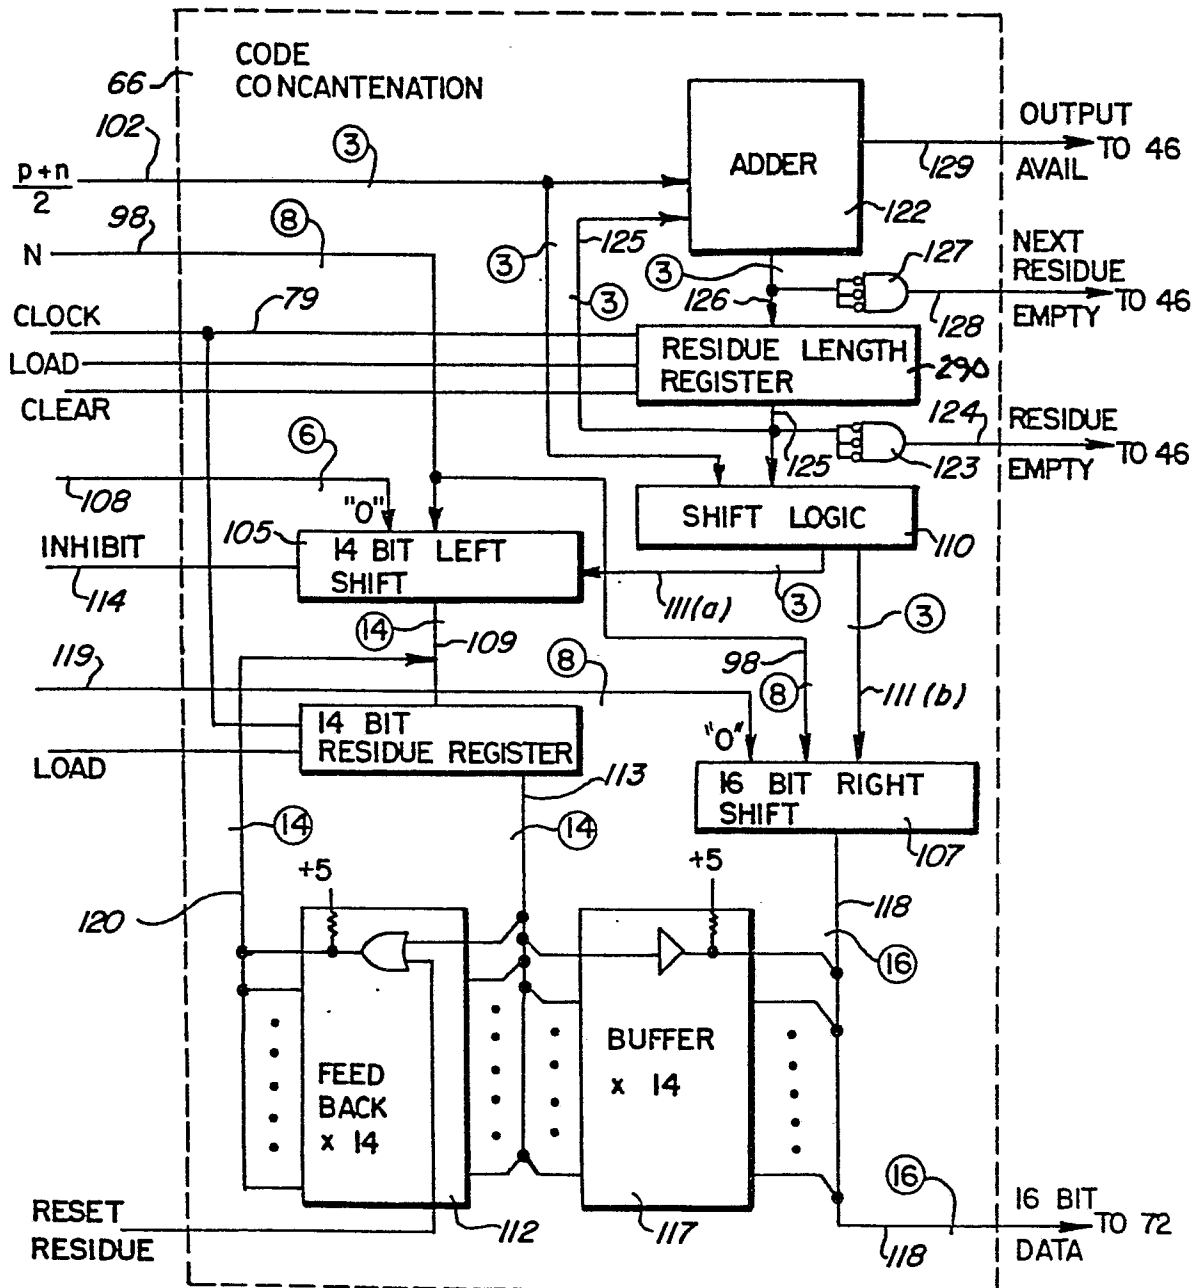 CODE
CONCANTENATION
66
102
p+n
2
3
98
8
N
CLOCK
79
LOAD
CLEAR
ADDER
122
OUTPUT
TO 46
AVAIL
129
125
3
3
3
126
127
NEXT
RESIDUE
TO 46
EMPTY
128
RESIDUE LENGTH
REGISTER
290
124
RESIDUE
TO 46
EMPTY
125
123
6
108
"0"
105
14 BIT LEFT
SHIFT
INHIBIT
114
SHIFT LOGIC
110
111(a)
3
3
14
109
119
8
98
8
111(b)
14 BIT
RESIDUE REGISTER
LOAD
113
"0"
16 BIT RIGHT
SHIFT
107
14
14
120
+5
+5
118
16
FEED
BACK
x 14
BUFFER
x 14
RESET
RESIDUE
112
117
16
118
16 BIT
TO 72
DATA